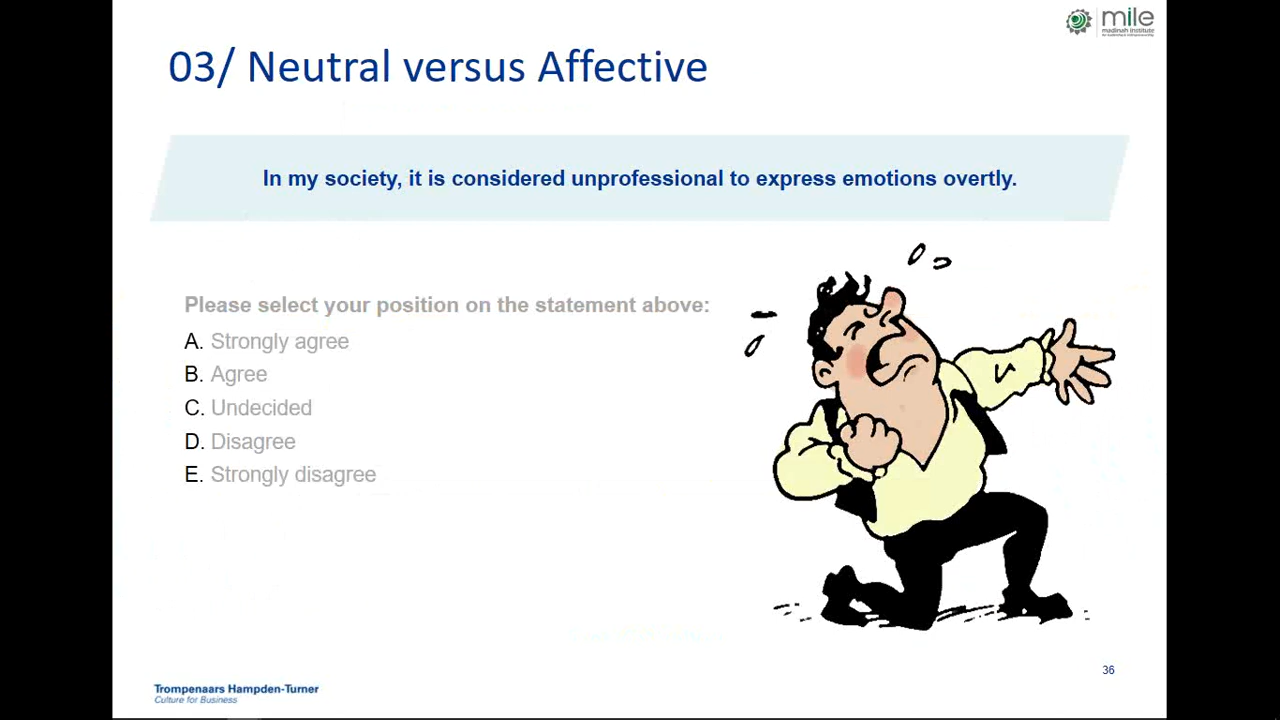 mile
madinah institute
03/ Neutral versus Affective
In my society, it is considered unprofessional to express emotions overtly.
Please select your position on the statement above:
A. Strongly agree
B. Agree
C. Undecided
D. Disagree
E. Strongly disagree
36
Trompenaars Hampden-Turner
Culture for Business